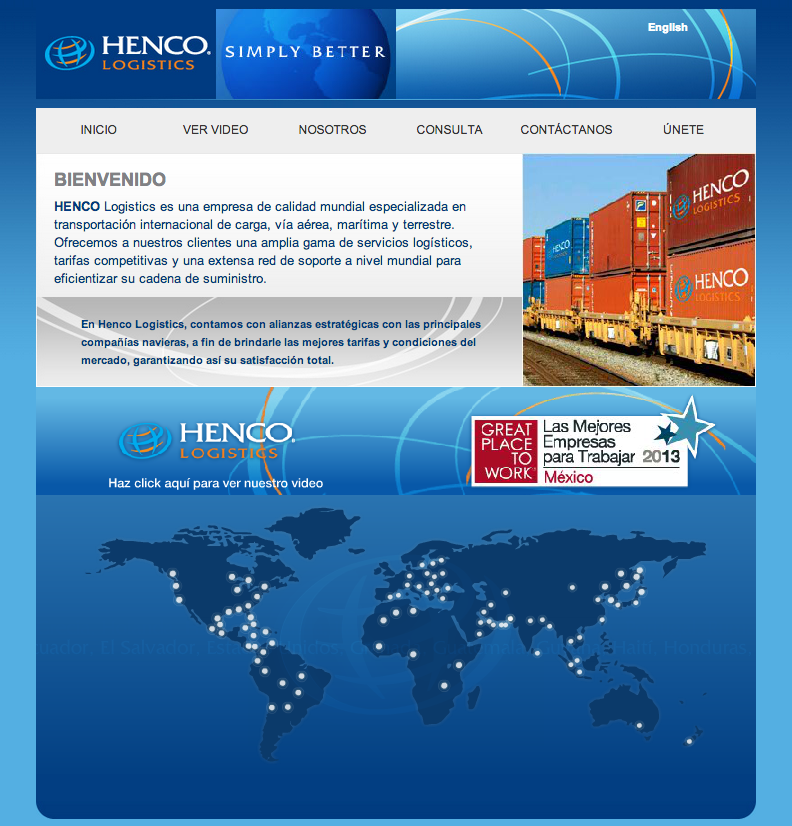 HENCO
LOGISTICS
SIMPLY BETTER
English
INICIO
VER VIDEO
NOSOTROS
CONSULTA
CONTÁCTANOS
ÚNETE
BIENVENIDO
HENCO Logistics es una empresa de calidad mundial especializada en
transportación internacional de carga, vía aérea, marítima y terrestre.
Ofrecemos a nuestros clientes una amplia gama de servicios logísticos,
tarifas competitivas y una extensa red de soporte a nivel mundial para
eficientizar su cadena de suministro.
HENCO
LOGISTICS
HENCO
HENCO
LOGISTICS
En Henco Logistics, contamos con alianzas estratégicas con las principales
compañías navieras, a fin de brindarle las mejores tarifas y condiciones del
mercado, garantizando así su satisfacción total.
HENCO
LOGISTICS
Haz click aquí para ver nuestro video
GREAT
PLACE
TO
WORK
Las Mejores
Empresas
para Trabajar 2013
México
El Salvador, Haití, Honduras,